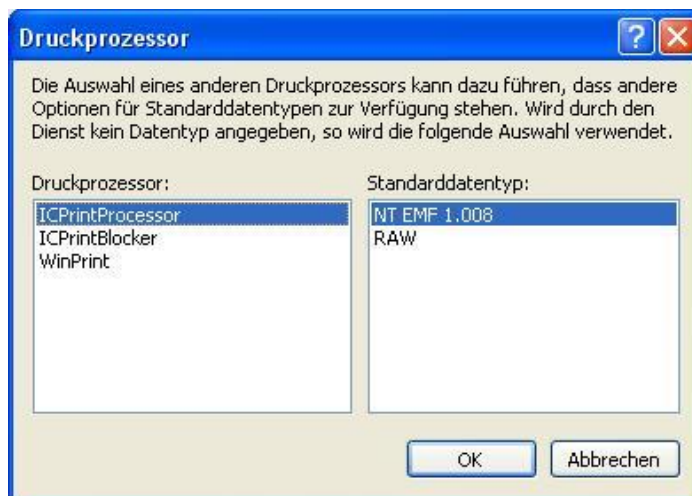 Druckprozessor
Die Auswahl eines anderen Druckprozessors kann dazu führen, dass andere
Optionen für Standarddatentypen zur Verfügung stehen. Wird durch den
Dienst kein Datentyp angegeben, so wird die folgende Auswahl verwendet.
Druckprozessor:
ICPrintProcessor
ICPrintBlocker
WinPrint
Standarddatentyp:
NT EMF 1.008
RAW
OK
Abbrechen